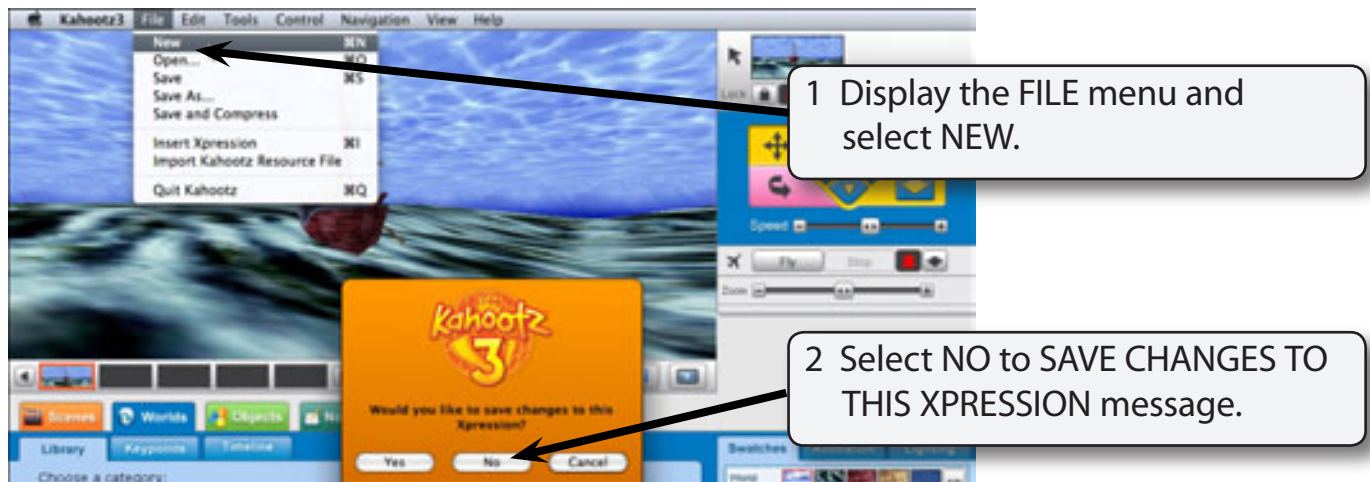 Kahootz3 File Edit Tools Control Navigation View Help
New ⌘N
Open... ⌘O
Save ⌘S
Save As...
Save and Compress
Insert Xpression ⌘I
Import Kahootz Resource File
Quit Kahootz ⌘Q
Lock
1 Display the FILE menu and
select NEW.
Speed
Fly Stop
Zoom
Kahootz
3
2 Select NO to SAVE CHANGES TO
THIS XPRESSION message.
Would you like to save changes to this
Xpression?
Yes No Cancel
Scenes Worlds Objects
Library Keypoints Timeline
Swatches Animation Lighting
Choose a category:
World